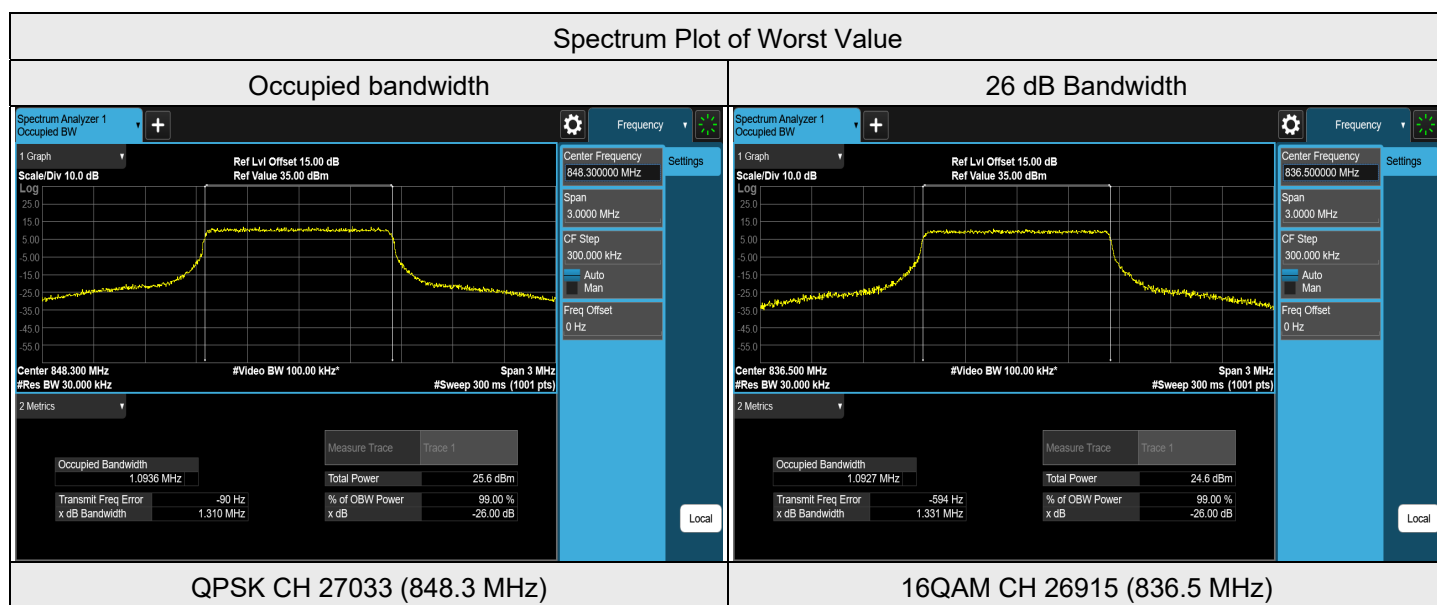 Spectrum Plot of Worst Value
Occupied bandwidth
26 dB Bandwidth
Spectrum Analyzer 1
Occupied BW
+
Frequency
1 Graph
Ref Lvl Offset 15.00 dB
Scale/Div 10.0 dB
Ref Value 35.00 dBm
Log
25.0
15.0
5.00
-5.00
-15.0
-25.0
-35.0
-45.0
-55.0
Center 848.300 MHz
#Video BW 100.00 kHz*
Span 3 MHz
#Res BW 30.000 kHz
#Sweep 300 ms (1001 pts)
Center Frequency
848.300000 MHz
Settings
Span
3.0000 MHz
CF Step
300.000 kHz
Auto
Man
Freq Offset
0 Hz
2 Metrics
Measure Trace Trace 1
Occupied Bandwidth
1.0936 MHz
Total Power 25.6 dBm
Transmit Freq Error -90 Hz
% of OBW Power 99.00 %
x dB Bandwidth 1.310 MHz
x dB -26.00 dB
Local
Spectrum Analyzer 1
Occupied BW
+
Frequency
1 Graph
Ref Lvl Offset 15.00 dB
Scale/Div 10.0 dB
Ref Value 35.00 dBm
Log
25.0
15.0
5.00
-5.00
-15.0
-25.0
-35.0
-45.0
-55.0
Center 836.500 MHz
#Video BW 100.00 kHz*
Span 3 MHz
#Res BW 30.000 kHz
#Sweep 300 ms (1001 pts)
Center Frequency
836.500000 MHz
Settings
Span
3.0000 MHz
CF Step
300.000 kHz
Auto
Man
Freq Offset
0 Hz
2 Metrics
Measure Trace Trace 1
Occupied Bandwidth
1.0927 MHz
Total Power 24.6 dBm
Transmit Freq Error -594 Hz
% of OBW Power 99.00 %
x dB Bandwidth 1.331 MHz
x dB -26.00 dB
Local
QPSK CH 27033 (848.3 MHz)
16QAM CH 26915 (836.5 MHz)